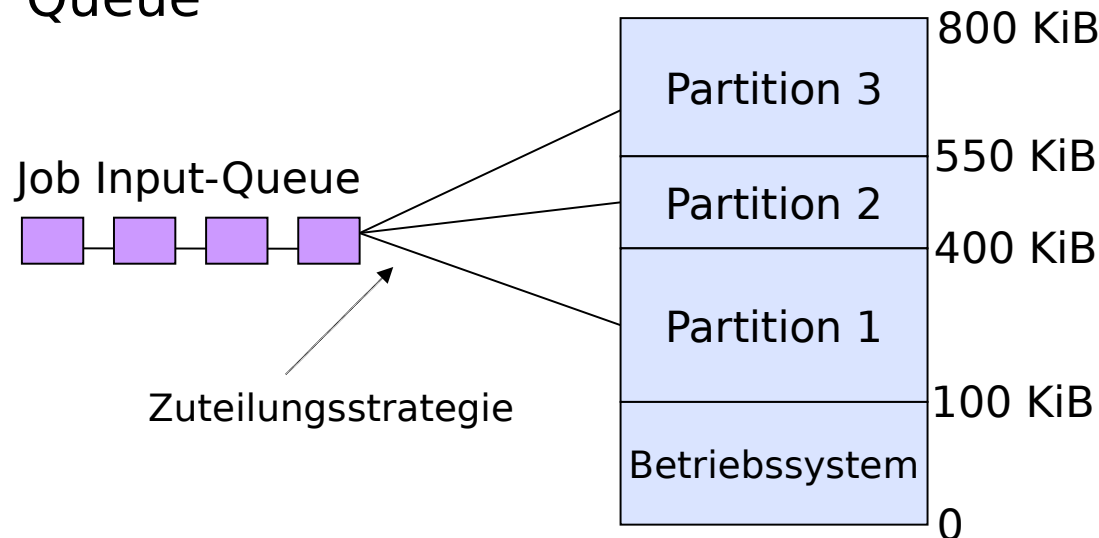 Queue
800 KiB
Partition 3
550 KiB
Job Input-Queue
Partition 2
400 KiB
Partition 1
100 KiB
Zuteilungsstrategie
Betriebssystem
0